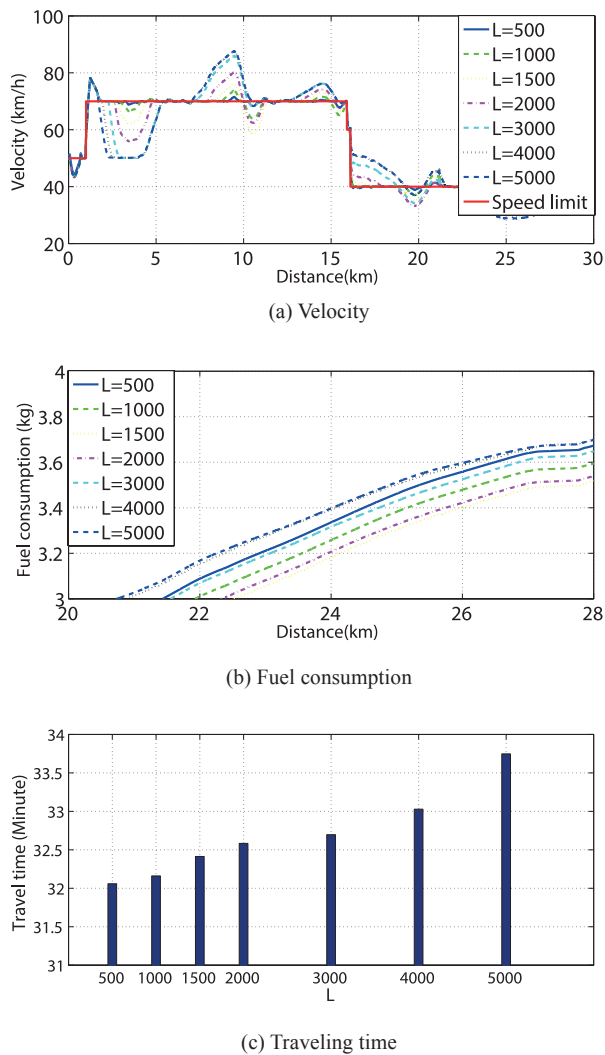 100
80
60
40
20
Velocity (km/h)
0
5
10
15
20
25
30
Distance(km)
L=500
L=1000
L=1500
L=2000
L=3000
L=4000
L=5000
Speed limit
(a) Velocity
4
3.8
3.6
3.4
3.2
3
Fuel consumption (kg)
L=500
L=1000
L=1500
L=2000
L=3000
L=4000
L=5000
20
22
24
26
28
Distance(km)
(b) Fuel consumption
34
33.5
33
32.5
32
31.5
31
Travel time (Minute)
500
1000
1500
2000
3000
4000
5000
L
(c) Traveling time